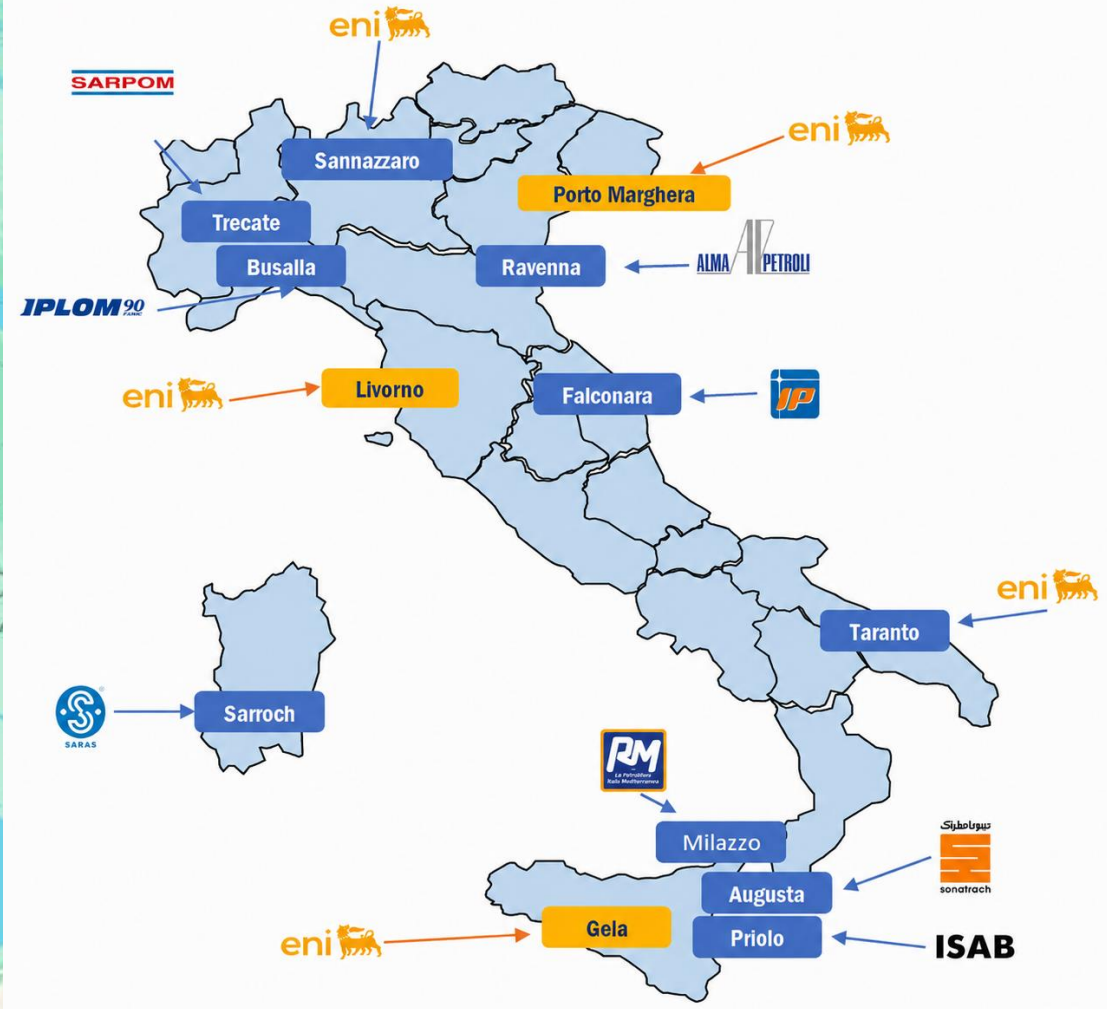 eni
SARPOM
eni
Sannazzaro
Porto Marghera
Trecate
Busalla
Ravenna
ALMA AP PETROLI
IPLOM 90
eni
Livorno
Falconara
IP
eni
Taranto
Sarroch
S
SARAS
RM
Milazzo
sonatrach
Augusta
Gela
Priolo
eni
ISAB